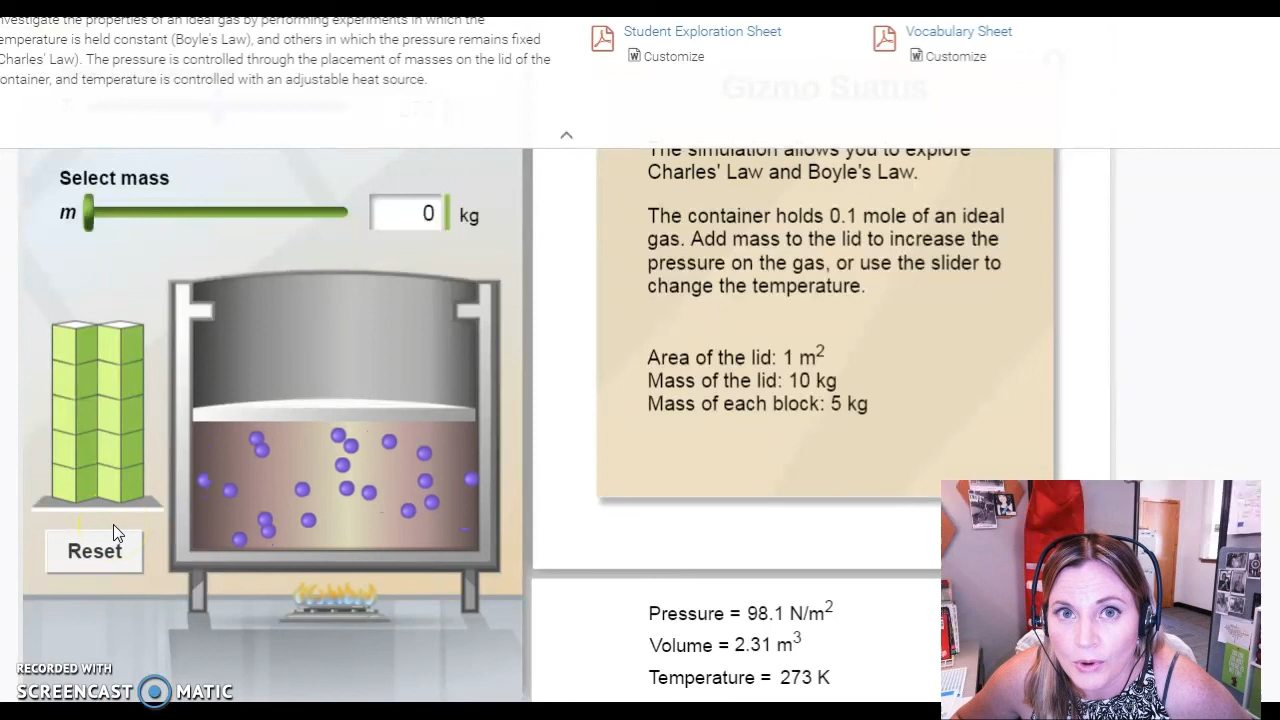 nvestigate the properties of an ideal gas by performing experiments in which the
emperature is held constant (Boyle's Law), and others in which the pressure remains fixed
Charles' Law). The pressure is controlled through the placement of masses on the lid of the
ontainer, and temperature is controlled with an adjustable heat source.
Student Exploration Sheet
Customize
Vocabulary Sheet
Customize
Gizmo Status
Select mass
m
0
kg
The simulation allows you to explore
Charles' Law and Boyle's Law.
The container holds 0.1 mole of an ideal
gas. Add mass to the lid to increase the
pressure on the gas, or use the slider to
change the temperature.
Area of the lid: 1 m2
Mass of the lid: 10 kg
Mass of each block: 5 kg
Reset
Pressure = 98.1 N/m2
Volume = 2.31 m3
Temperature = 273 K
RECORDED WITH
SCREENCAST MATIC